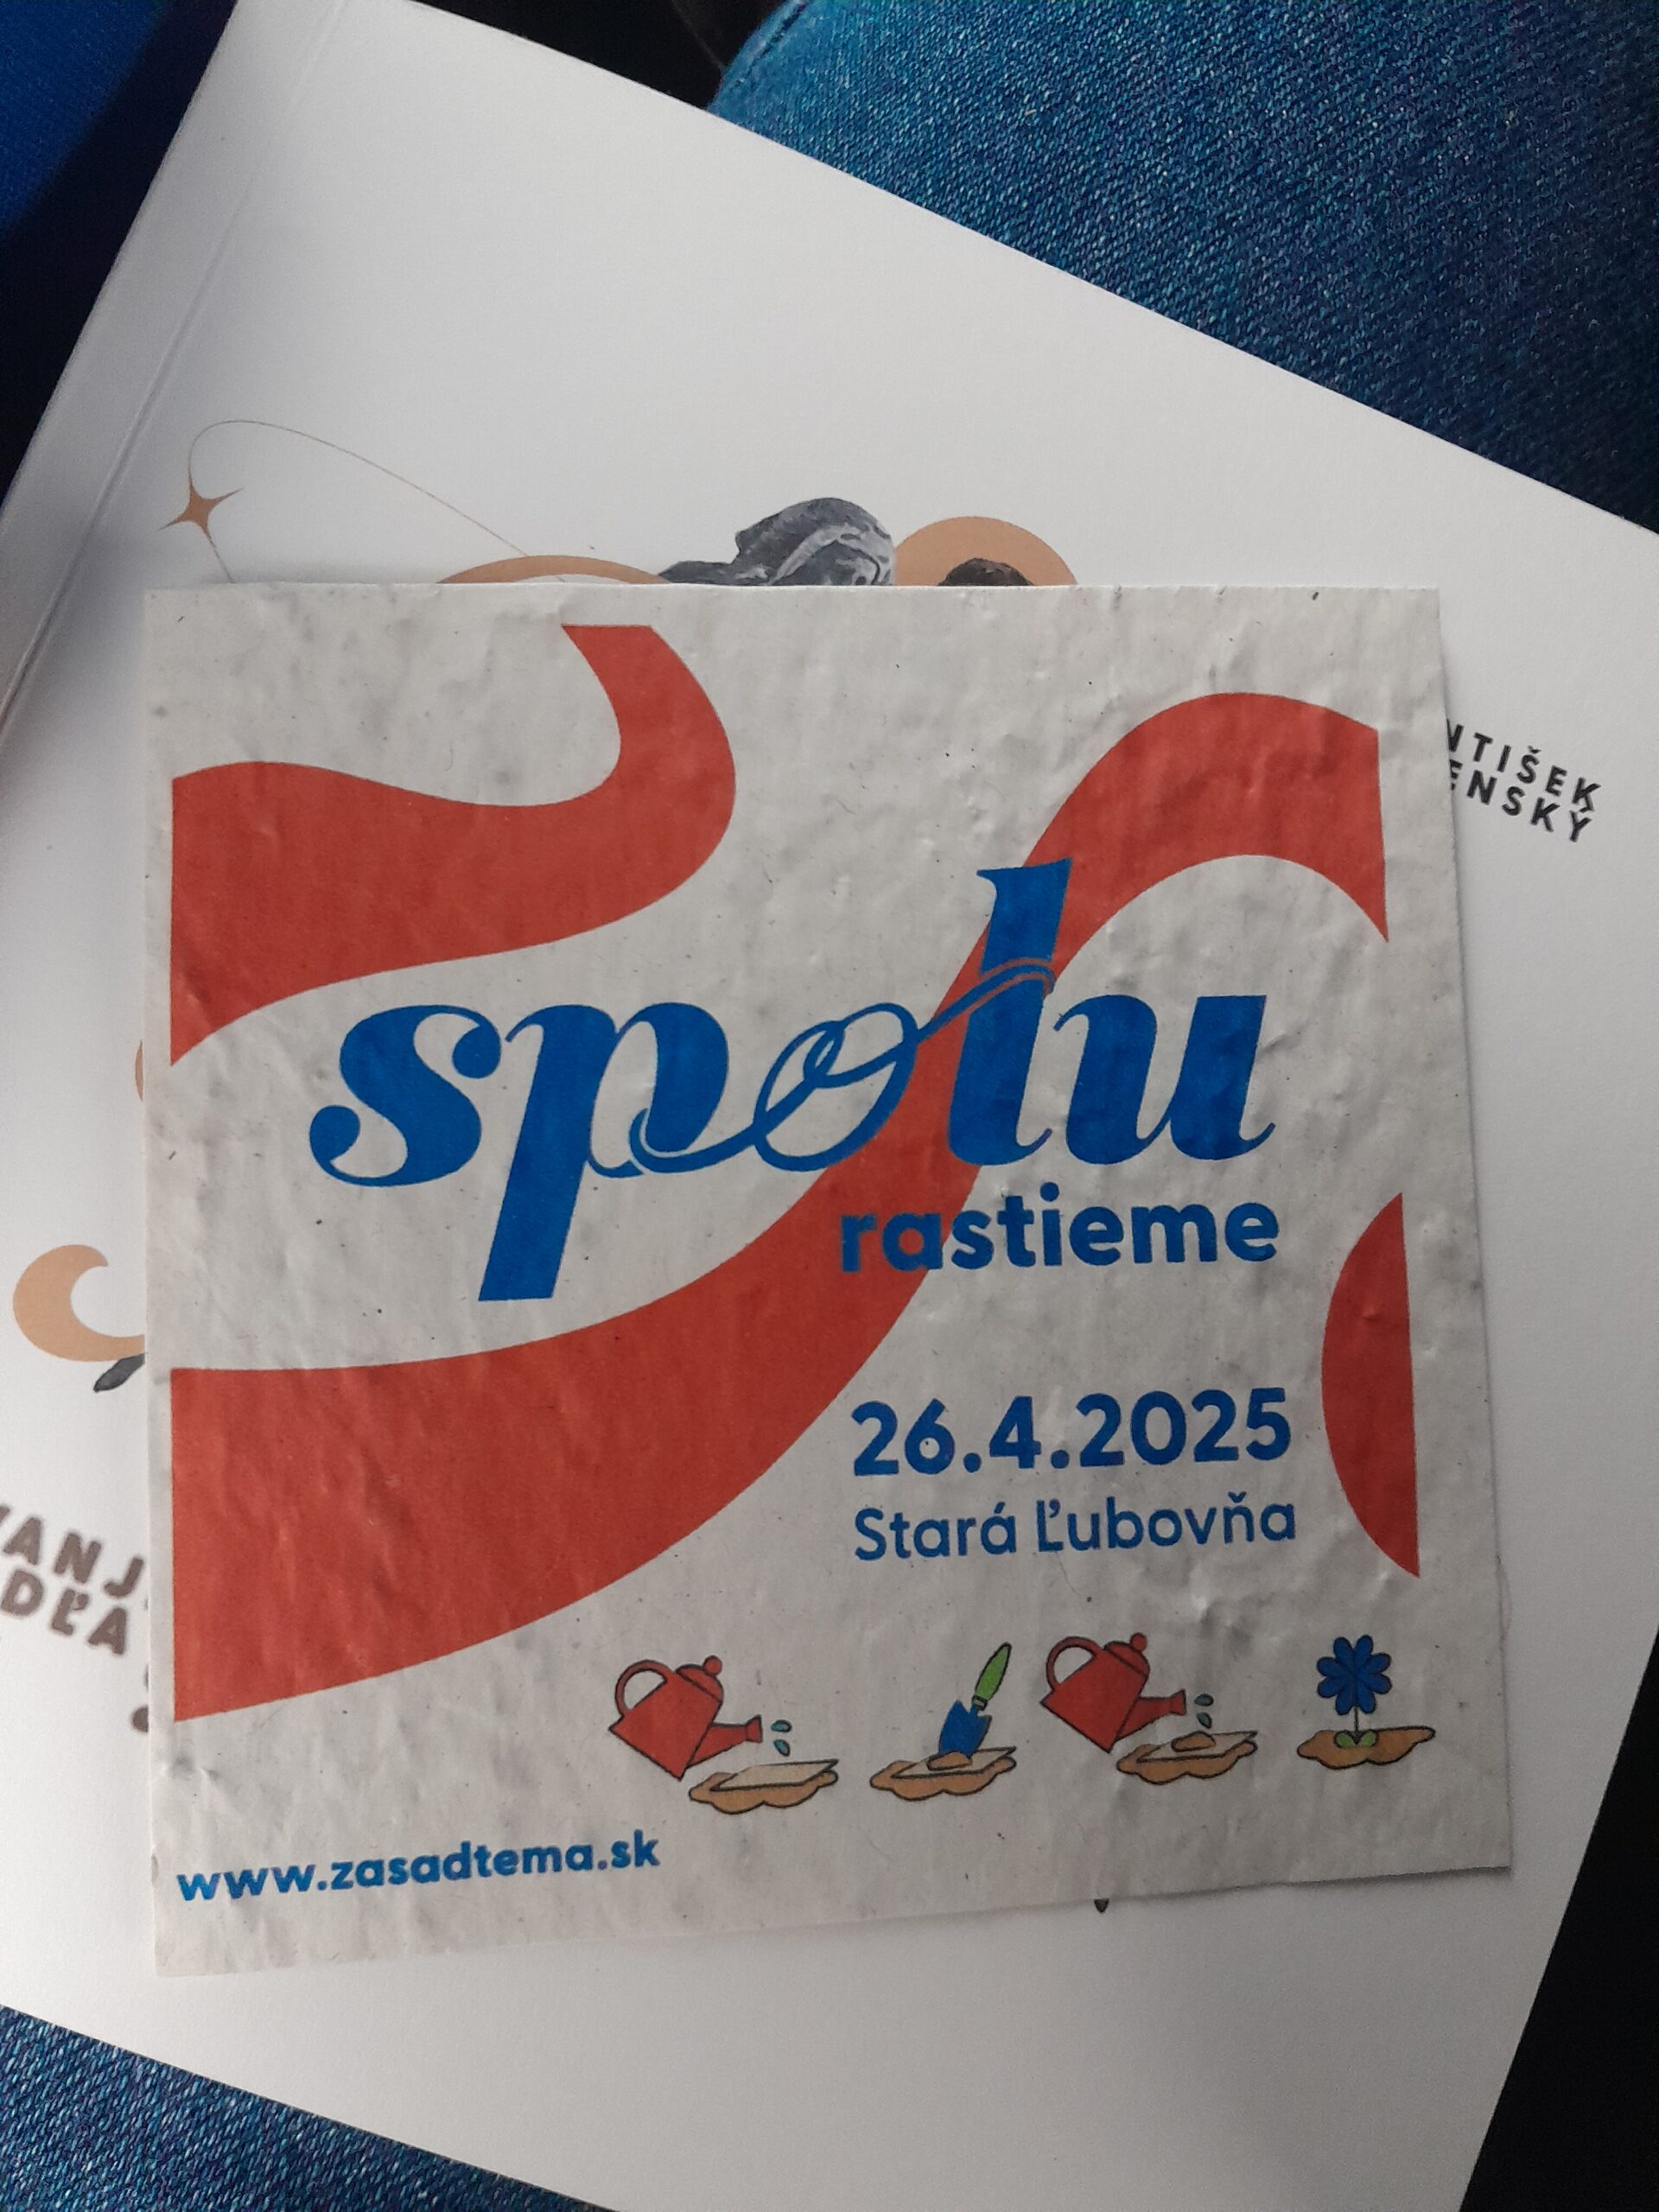 spolu
rastieme
26.4.2025
Stará Ľubovňa
www.zasadtema.sk